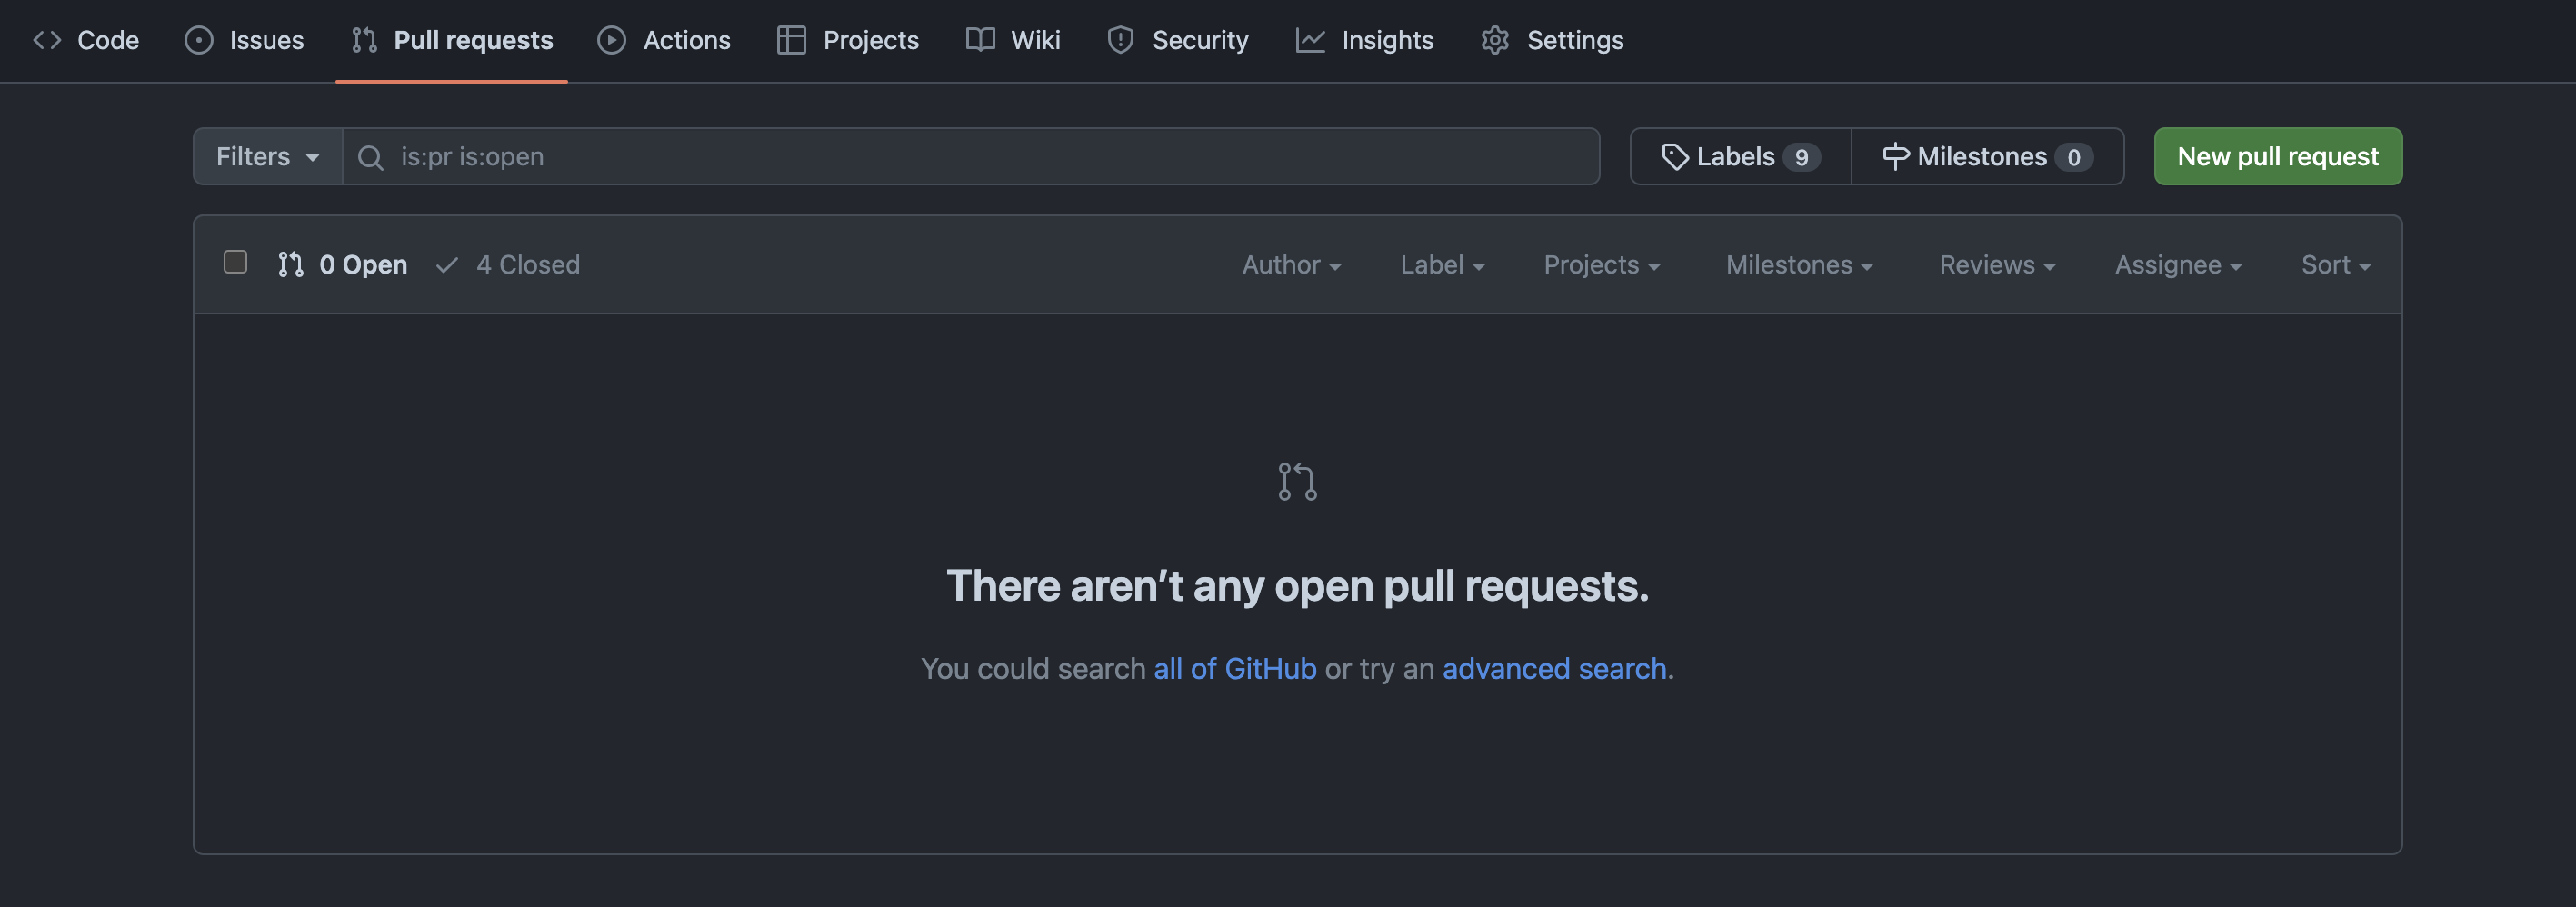 Code Issues Pull requests Actions Projects Wiki Security Insights Settings
Filters is:pr is:open Labels 9 Milestones 0 New pull request
0 Open 4 Closed Author Label Projects Milestones Reviews Assignee Sort
There aren’t any open pull requests.
You could search all of GitHub or try an advanced search.